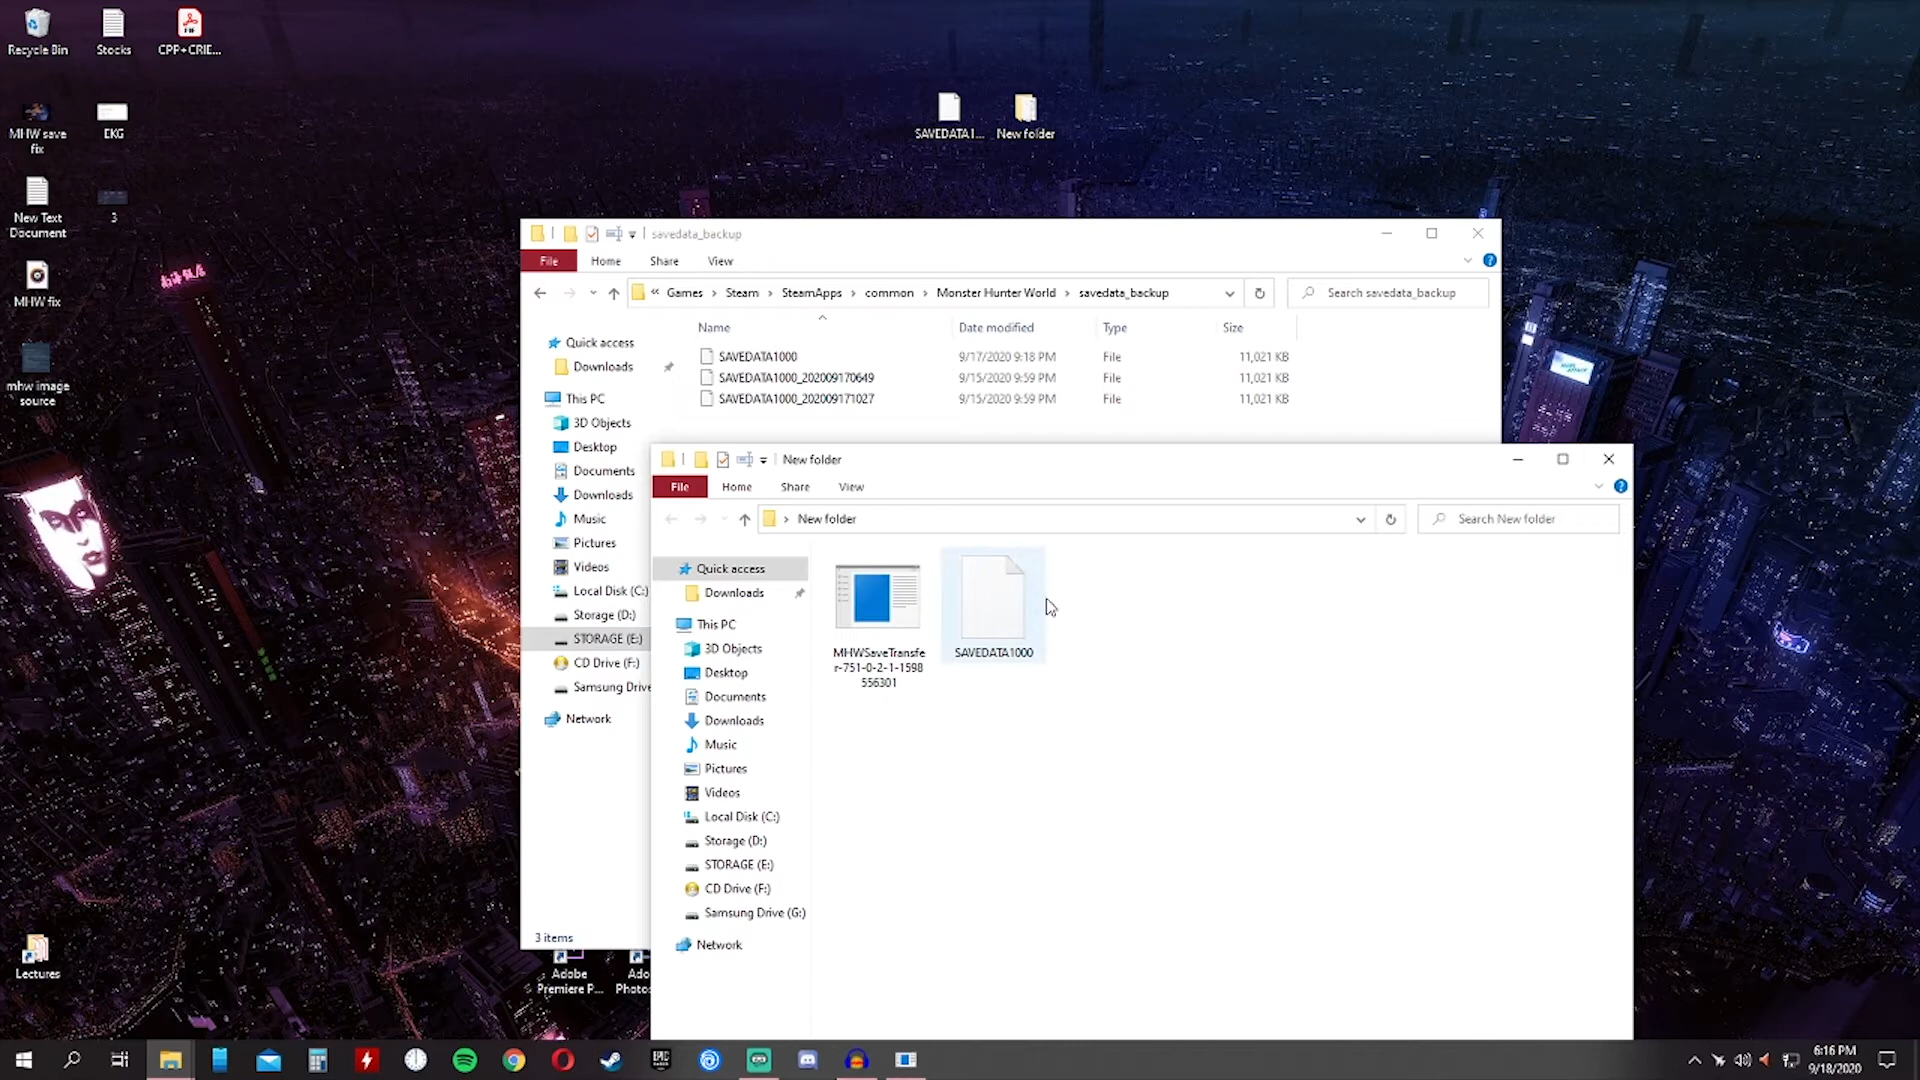 Recycle Bin
Stocks
CPP+CRIE...
MHW save
fix
EKG
New Text
Document
3
MHW fix
mhw image
source
Lectures
SAVEDATA1...
New folder
savedata_backup
File
Home
Share
View
« Games > Steam > SteamApps > common > Monster Hunter World > savedata_backup
Search savedata_backup
Name
Date modified
Type
Size
SAVEDATA1000
9/17/2020 9:18 PM
File
11,021 KB
SAVEDATA1000_202009170649
9/15/2020 9:59 PM
File
11,021 KB
SAVEDATA1000_202009171027
9/15/2020 9:59 PM
File
11,021 KB
Quick access
Downloads
This PC
3D Objects
Desktop
Documents
Downloads
Music
Pictures
Videos
Local Disk (C:)
Storage (D:)
STORAGE (E:)
CD Drive (F:)
Samsung Drive
Network
3 items
New folder
File
Home
Share
View
> New folder
Search New folder
Quick access
Downloads
This PC
3D Objects
Desktop
Documents
Downloads
Music
Pictures
Videos
Local Disk (C:)
Storage (D:)
STORAGE (E:)
CD Drive (F:)
Samsung Drive (G:)
Network
MHWSaveTransfe
r-751-0-2-1-1598
556301
SAVEDATA1000
Adobe
Premiere P...
Ado
Photos
EPIC
6:16 PM
9/18/2020